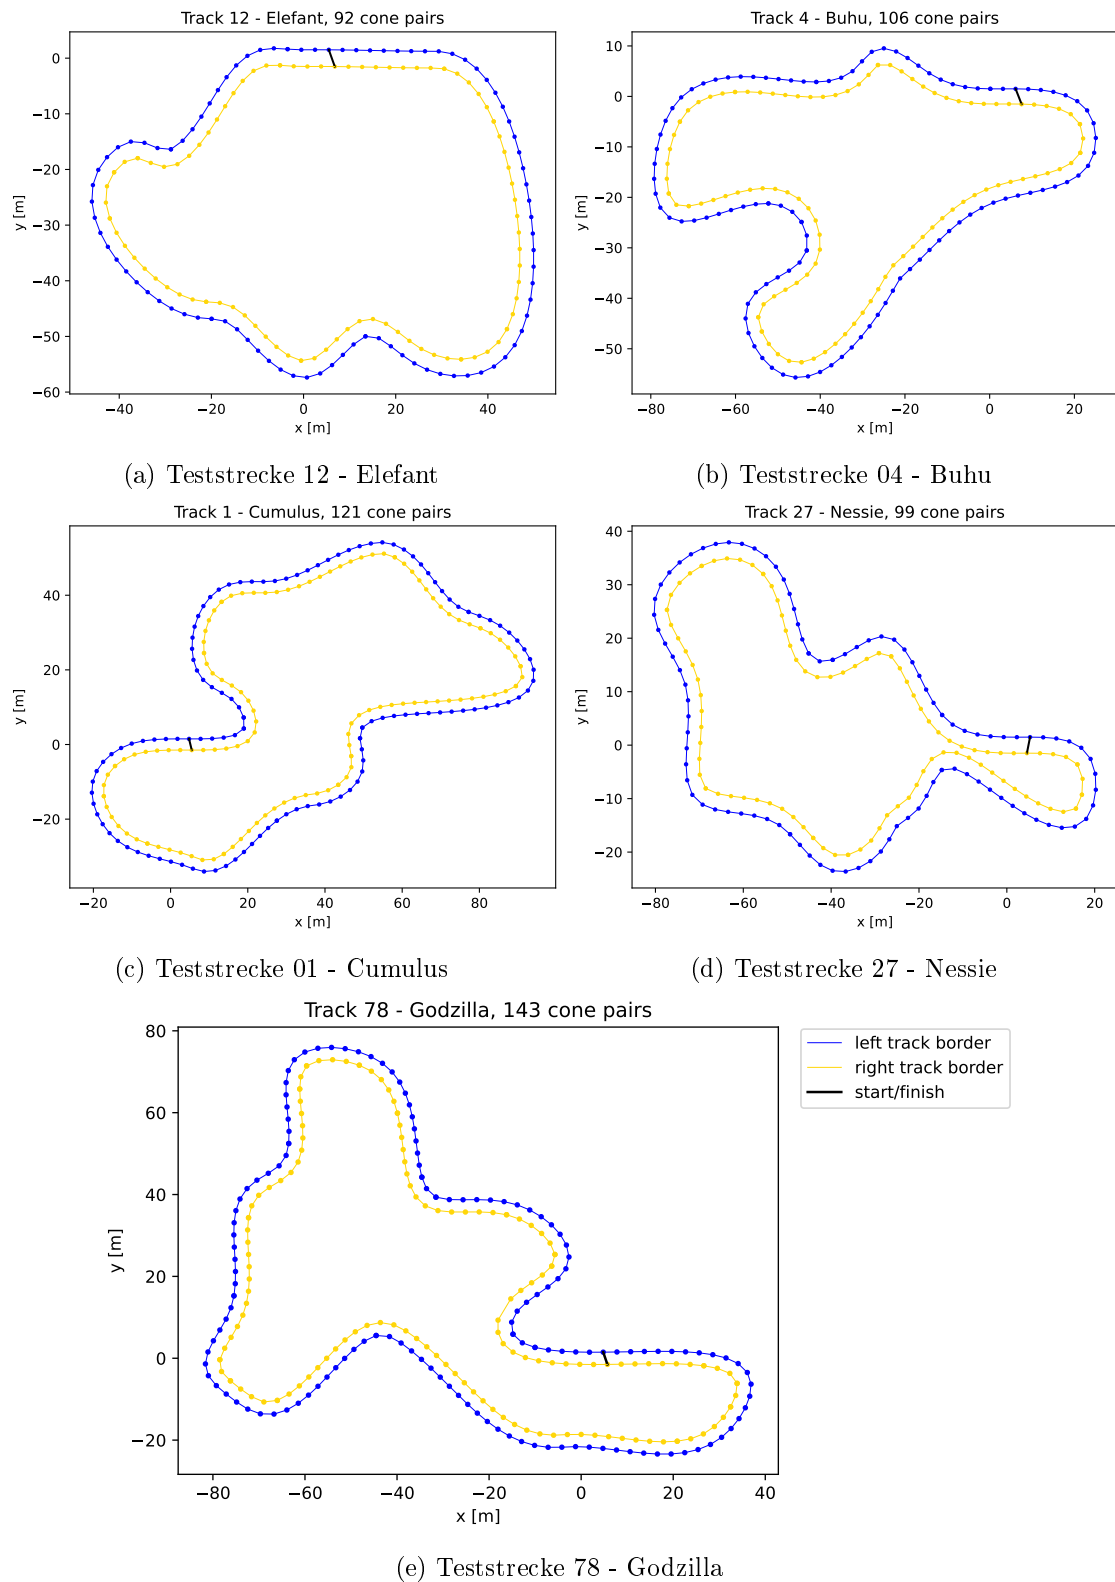 Track 12 - Elefant, 92 cone pairs
0
−10
−20
−30
−40
−50
−60
y [m]
−40 −20 0 20 40
x [m]
(a) Teststrecke 12 - Elefant
Track 4 - Buhu, 106 cone pairs
10
0
−10
−20
−30
−40
−50
y [m]
−80 −60 −40 −20 0 20
x [m]
(b) Teststrecke 04 - Buhu
Track 1 - Cumulus, 121 cone pairs
40
20
0
−20
y [m]
−20 0 20 40 60 80
x [m]
(c) Teststrecke 01 - Cumulus
Track 27 - Nessie, 99 cone pairs
40
30
20
10
0
−10
−20
y [m]
−80 −60 −40 −20 0 20
x [m]
(d) Teststrecke 27 - Nessie
Track 78 - Godzilla, 143 cone pairs
80
60
40
20
0
−20
y [m]
−80 −60 −40 −20 0 20 40
x [m]
left track border
right track border
start/finish
(e) Teststrecke 78 - Godzilla